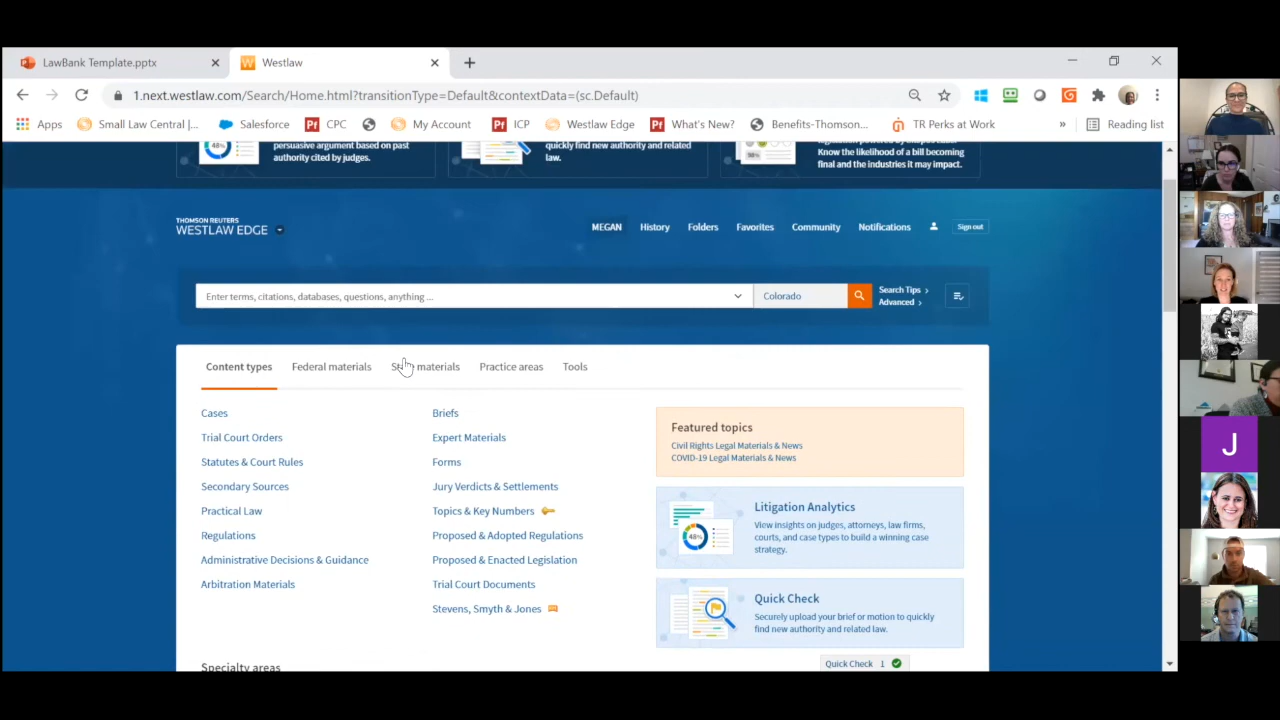 LawBank Template.pptx
Westlaw
1.next.westlaw.com/Search/Home.html?transitionType=Default&contextData=(sc.Default)
Apps
Small Law Central |...
Salesforce
CPC
My Account
ICP
Westlaw Edge
What's New?
Benefits-Thomson...
TR Perks at Work
»
Reading list
48%
persuasive argument based on past
authority cited by judges.
quickly find new authority and related
law.
Know the likelihood of a bill becoming
final and the industries it may impact.
THOMSON REUTERS
WESTLAW EDGE
MEGAN
History
Folders
Favorites
Community
Notifications
Sign out
Enter terms, citations, databases, questions, anything ...
Colorado
Search Tips
Advanced
Content types
Federal materials
materials
Practice areas
Tools
Cases
Trial Court Orders
Statutes & Court Rules
Secondary Sources
Practical Law
Regulations
Administrative Decisions & Guidance
Arbitration Materials
Briefs
Expert Materials
Forms
Jury Verdicts & Settlements
Topics & Key Numbers
Proposed & Adopted Regulations
Proposed & Enacted Legislation
Trial Court Documents
Stevens, Smyth & Jones
Featured topics
Civil Rights Legal Materials & News
COVID-19 Legal Materials & News
48%
Litigation Analytics
View insights on judges, attorneys, law firms,
courts, and case types to build a winning case
strategy.
Quick Check
Securely upload your brief or motion to quickly
find new authority and related law.
Quick Check 1
Specialty areas
J